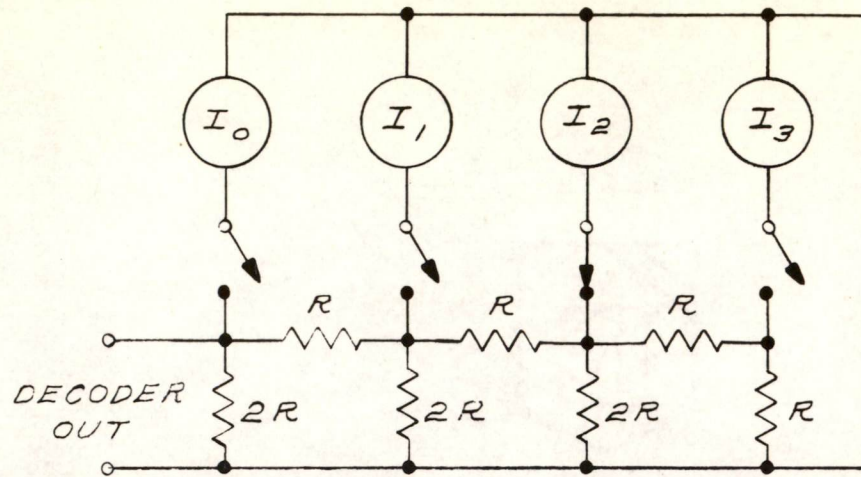 I0 I1 I2 I3
R R R
DECODER
OUT
2R 2R 2R R